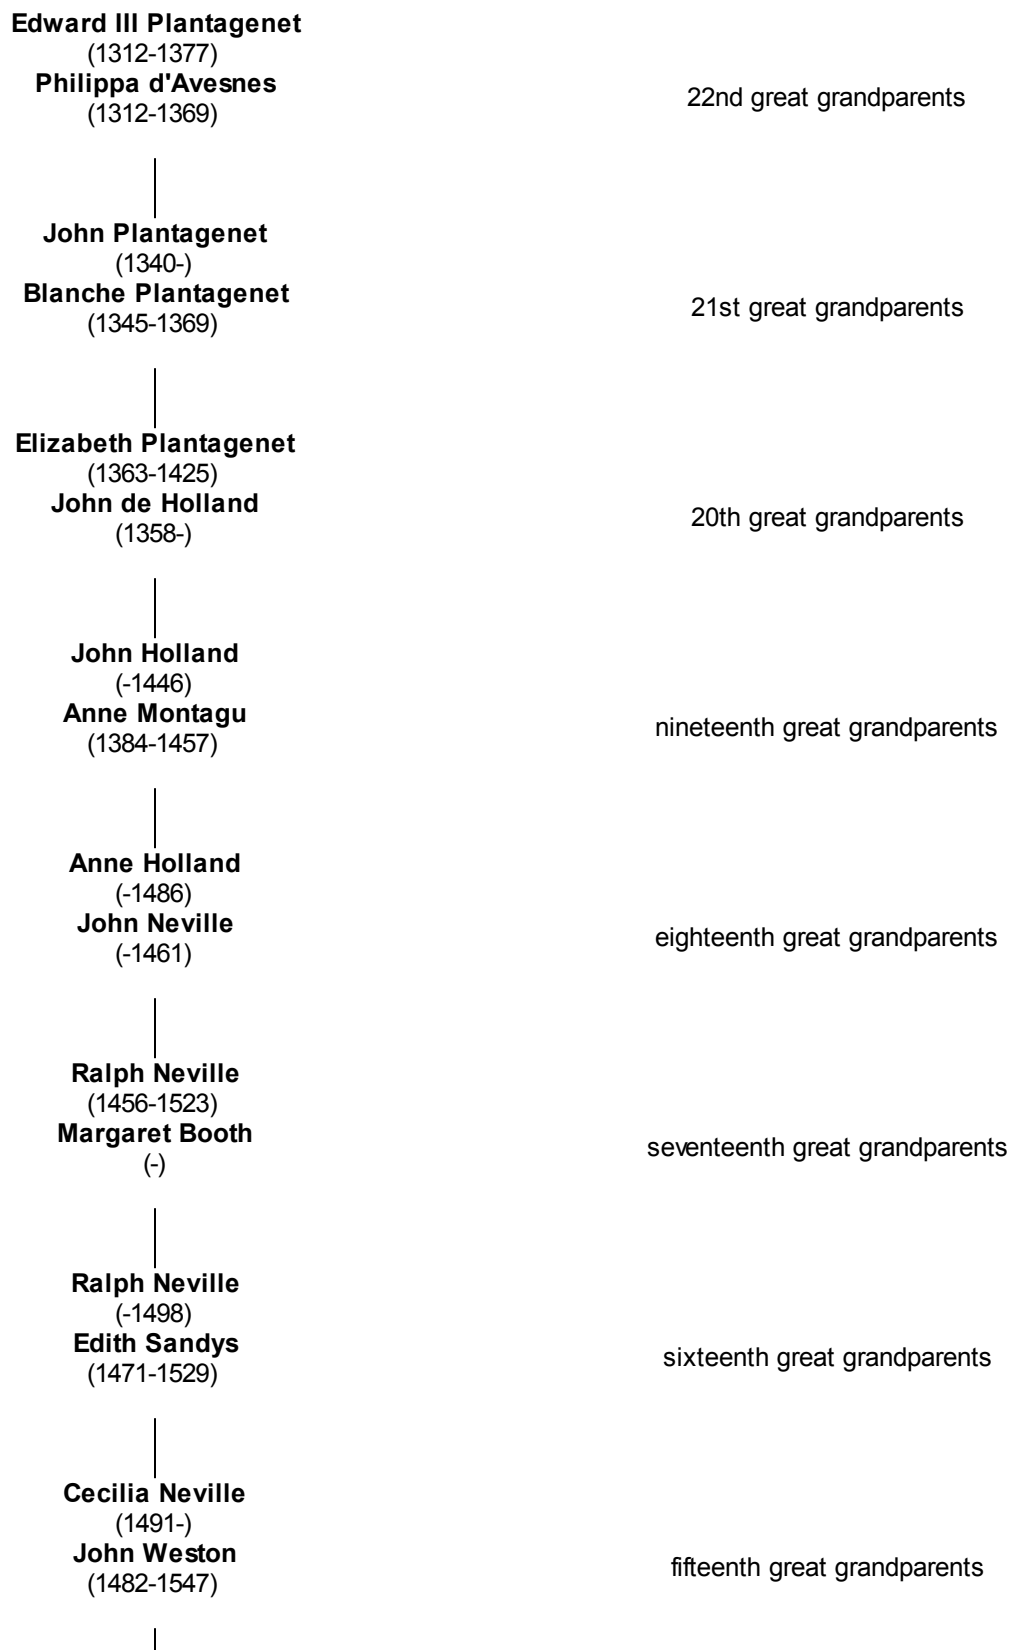 Edward III Plantagenet
(1312-1377)
Philippa d'Avesnes
(1312-1369)
22nd great grandparents
John Plantagenet
(1340-)
Blanche Plantagenet
(1345-1369)
21st great grandparents
Elizabeth Plantagenet
(1363-1425)
John de Holland
(1358-)
20th great grandparents
John Holland
(-1446)
Anne Montagu
(1384-1457)
nineteenth great grandparents
Anne Holland
(-1486)
John Neville
(-1461)
eighteenth great grandparents
Ralph Neville
(1456-1523)
Margaret Booth
(-)
seventeenth great grandparents
Ralph Neville
(-1498)
Edith Sandys
(1471-1529)
sixteenth great grandparents
Cecilia Neville
(1491-)
John Weston
(1482-1547)
fifteenth great grandparents